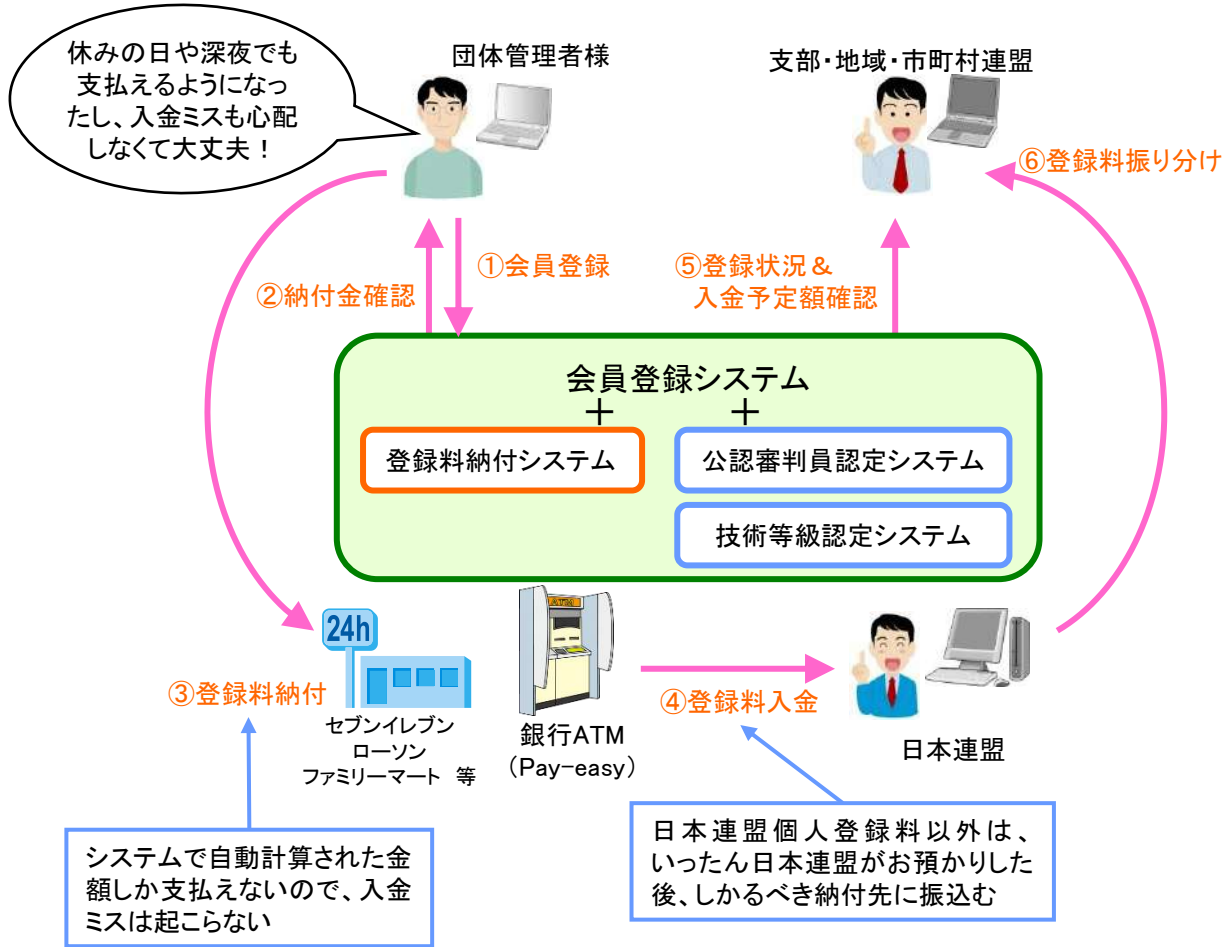 休みの日や深夜でも
支払えるようになっ
たし、入金ミスも心配
しなくて大丈夫！
団体管理者様
支部・地域・市町村連盟
⑥登録料振り分け
①会員登録
②納付金確認
⑤登録状況＆
入金予定額確認
会員登録システム
＋ ＋
登録料納付システム
公認審判員認定システム
技術等級認定システム
24h
ATM
③登録料納付
セブンイレブン
ローソン
ファミリーマート 等
銀行ATM
（Pay-easy）
④登録料入金
日本連盟
システムで自動計算された金
額しか支払えないので、入金
ミスは起こらない
日本連盟個人登録料以外は、
いったん日本連盟がお預かりした
後、しかるべき納付先に振込む